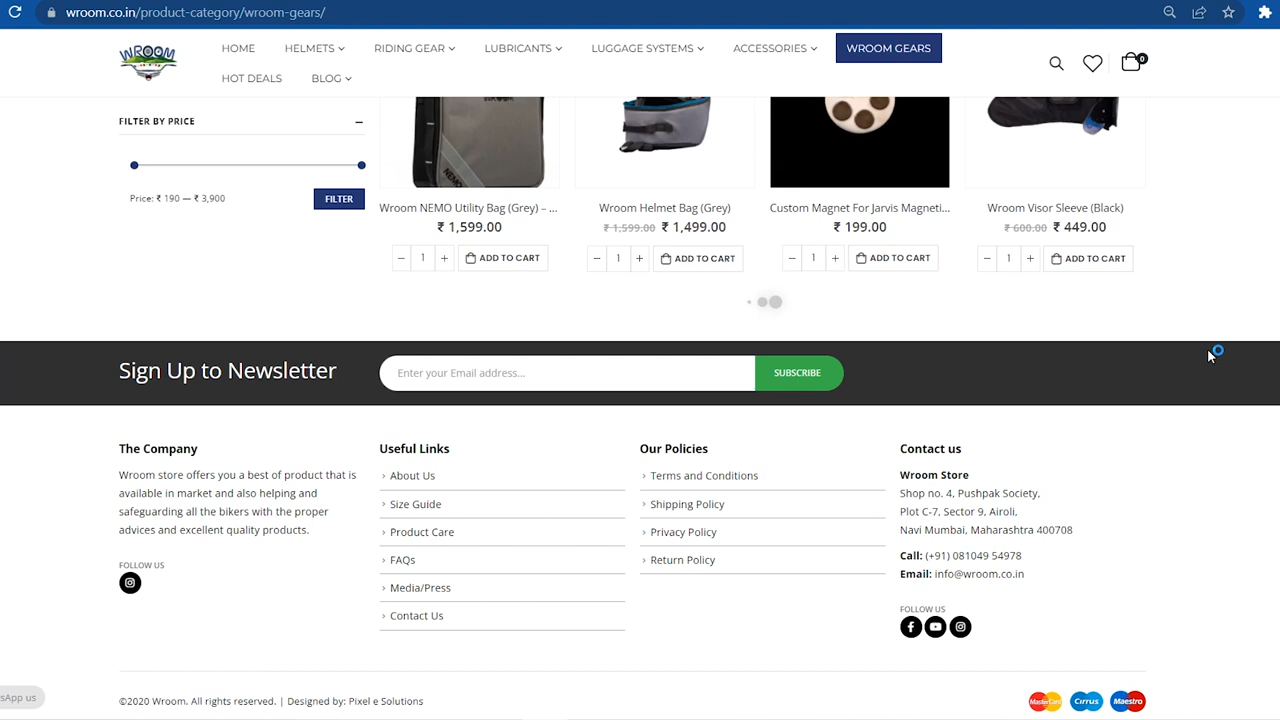 wroom.co.in/product-category/wroom-gears/
WROOM
HOME HELMETS RIDING GEAR LUBRICANTS LUGGAGE SYSTEMS ACCESSORIES WROOM GEARS
HOT DEALS BLOG
0
FILTER BY PRICE
Price: ₹ 190 — ₹ 3,900 FILTER
WROOM
NEMO
Wroom NEMO Utility Bag (Grey) – ...
₹ 1,599.00
− 1 + ADD TO CART
Wroom Helmet Bag (Grey)
₹ 1,599.00 ₹ 1,499.00
− 1 + ADD TO CART
Custom Magnet For Jarvis Magneti...
₹ 199.00
− 1 + ADD TO CART
Wroom Visor Sleeve (Black)
₹ 600.00 ₹ 449.00
− 1 + ADD TO CART
Sign Up to Newsletter
Enter your Email address...
SUBSCRIBE
The Company
Wroom store offers you a best of product that is
available in market and also helping and
safeguarding all the bikers with the proper
advices and excellent quality products.
FOLLOW US
Useful Links
About Us
Size Guide
Product Care
FAQs
Media/Press
Contact Us
Our Policies
Terms and Conditions
Shipping Policy
Privacy Policy
Return Policy
Contact us
Wroom Store
Shop no. 4, Pushpak Society,
Plot C-7, Sector 9, Airoli,
Navi Mumbai, Maharashtra 400708
Call: (+91) 081049 54978
Email: info@wroom.co.in
FOLLOW US
sApp us
©2020 Wroom. All rights reserved. | Designed by: Pixel e Solutions
MasterCard Cirrus Maestro